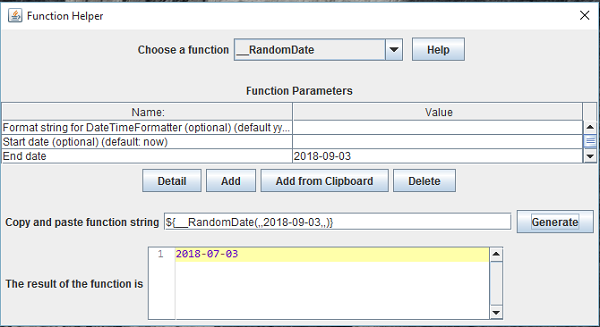 Function Helper
Choose a function __RandomDate Help
Function Parameters
Name: Value
Format string for DateTimeFormatter (optional) (default yy...
Start date (optional) (default: now)
End date 2018-09-03
Detail Add Add from Clipboard Delete
Copy and paste function string ${__RandomDate(,,2018-09-03,,)} Generate
1 2018-07-03
The result of the function is